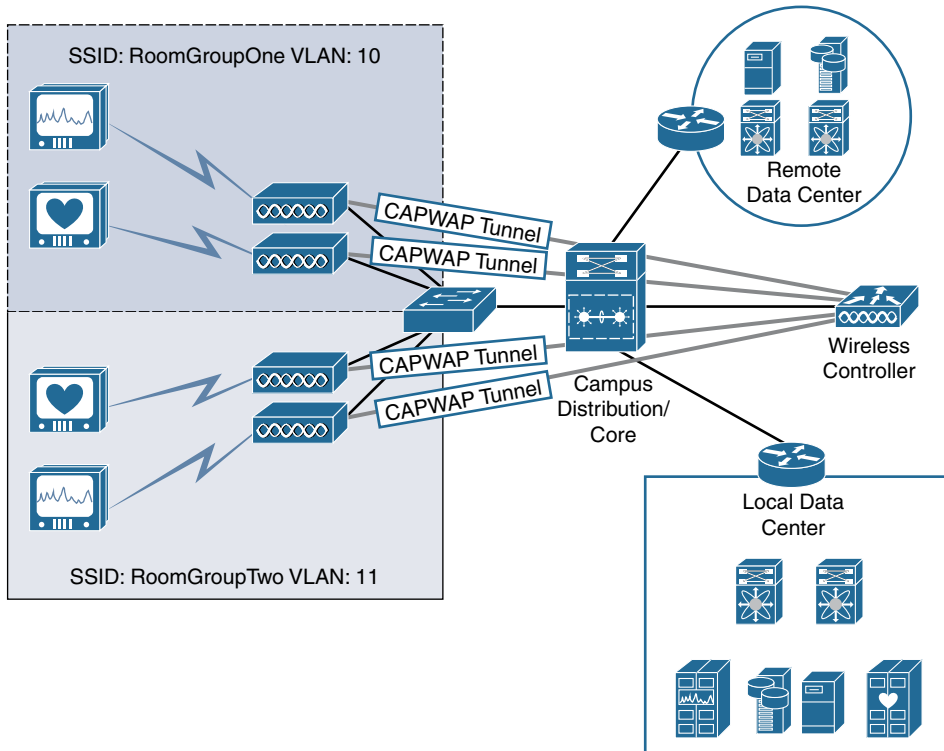 SSID: RoomGroupOne VLAN: 10
CAPWAP Tunnel
CAPWAP Tunnel
CAPWAP Tunnel
CAPWAP Tunnel
SSID: RoomGroupTwo VLAN: 11
Campus
Distribution/
Core
Remote
Data Center
Wireless
Controller
Local Data
Center